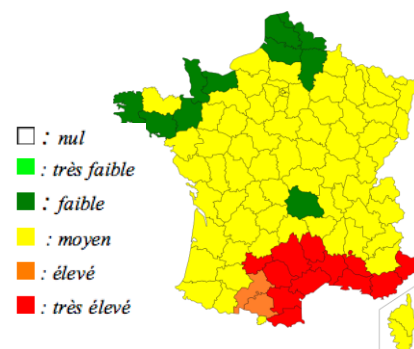 : nul
: très faible
: faible
: moyen
: élevé
: très élevé